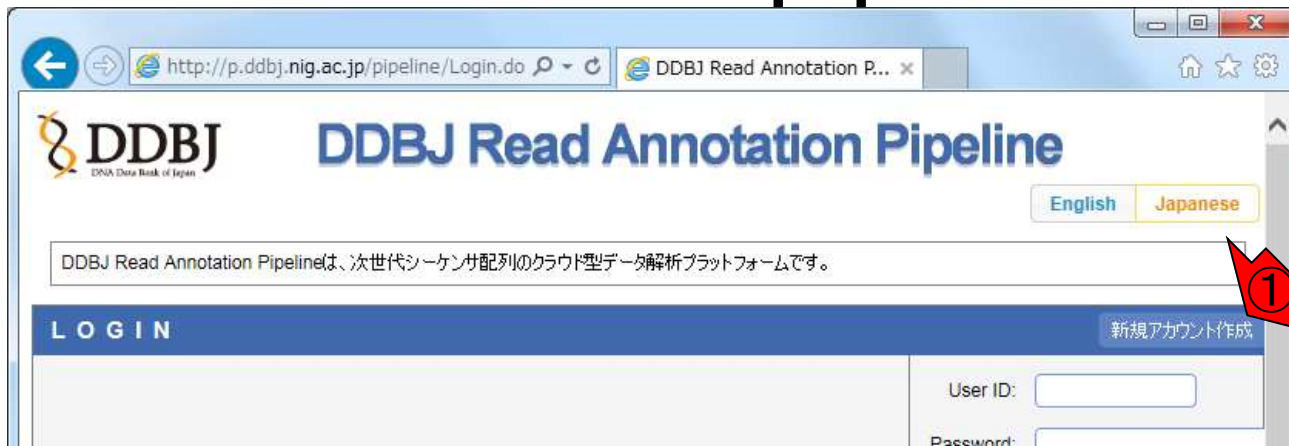 http://p.ddbj.nig.ac.jp/pipeline/Login.do
DDBJ Read Annotation P...
DDBJ
DNA Data Bank of Japan
DDBJ Read Annotation Pipeline
English
Japanese
DDBJ Read Annotation Pipelineは、次世代シーケンサ配列のクラウド型データ解析プラットフォームです。
①
LOGIN
新規アカウント作成
User ID:
Password: